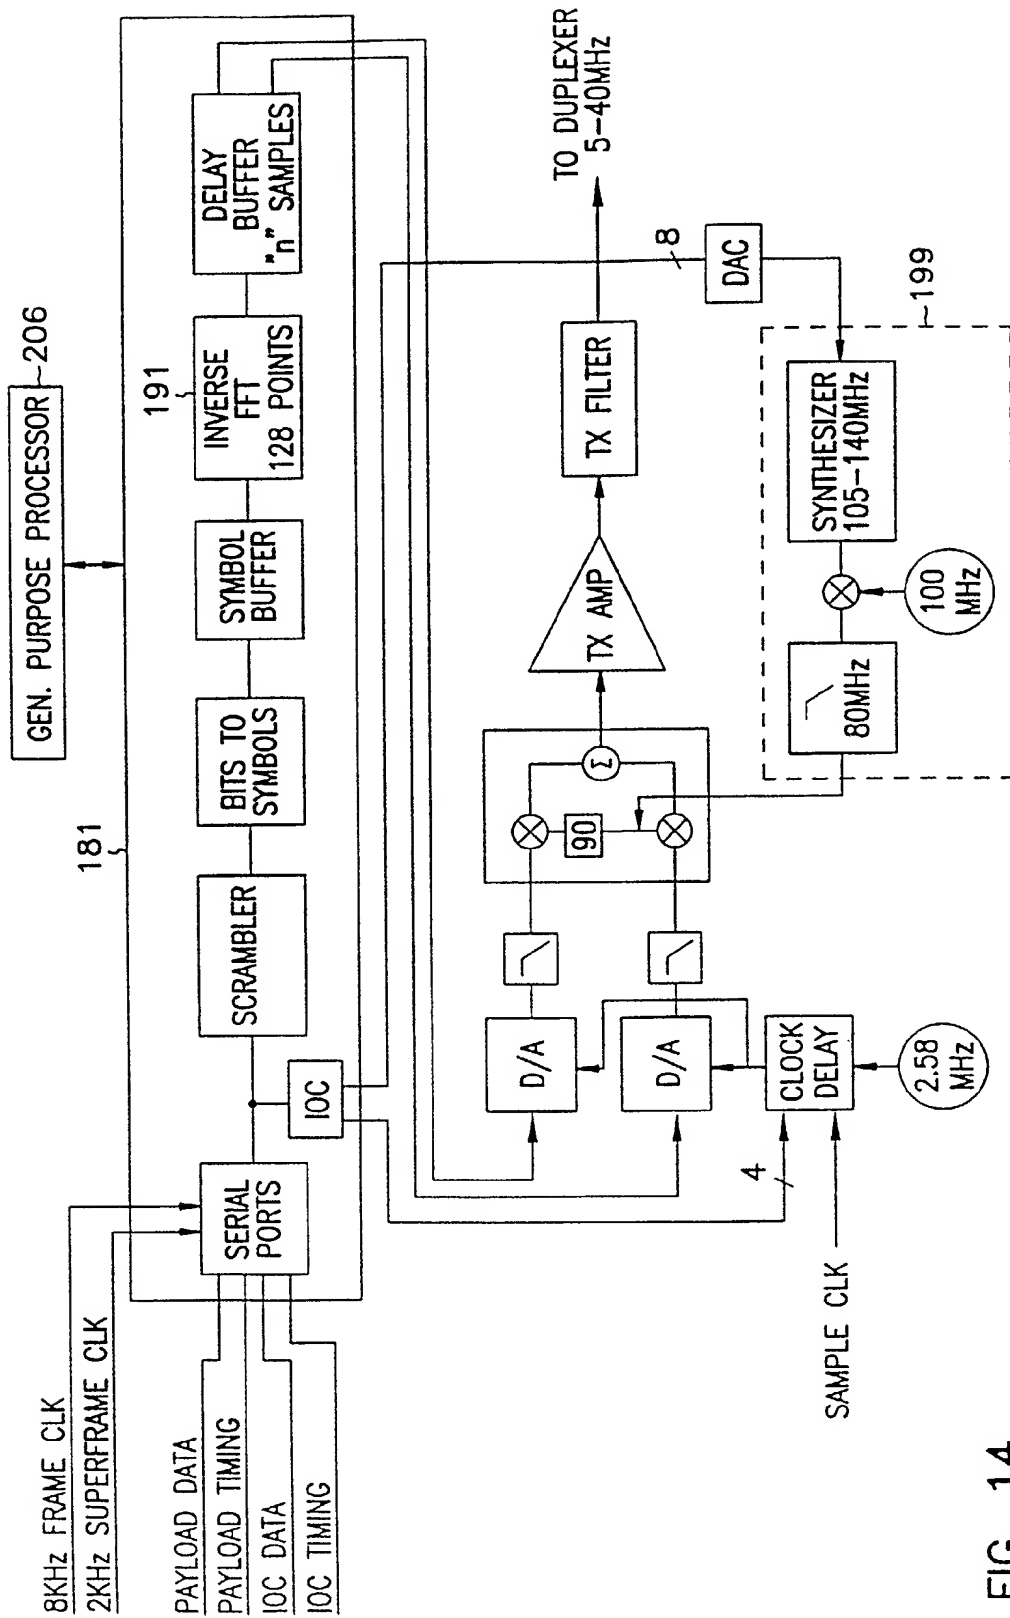 GEN. PURPOSE PROCESSOR
206
181
8KHz FRAME CLK
2KHz SUPERFRAME CLK
PAYLOAD DATA
PAYLOAD TIMING
IOC DATA
IOC TIMING
SERIAL
PORTS
IOC
SCRAMBLER
BITS TO
SYMBOLS
SYMBOL
BUFFER
191
INVERSE
FFT
128 POINTS
DELAY
BUFFER
"n" SAMPLES
D/A
D/A
90
Σ
TX AMP
TX FILTER
TO DUPLEXER
5-40MHz
4
CLOCK
DELAY
SAMPLE CLK
2.58
MHz
8
DAC
199
SYNTHESIZER
105-140MHz
100
MHz
80MHz
FIG. 14